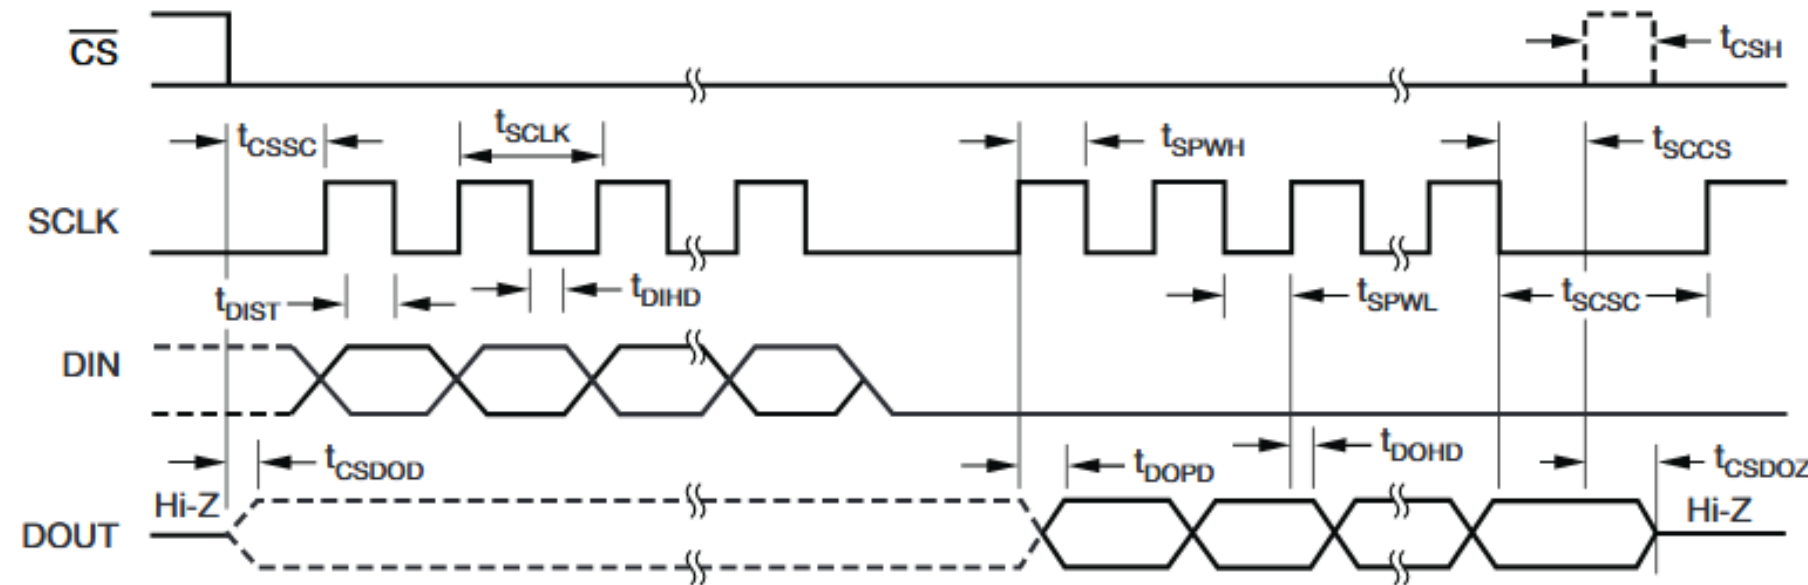 CS
tCSH
tCSSC
tSCLK
tSPWH
tSCCS
SCLK
tDIST
tDIHD
tSPWL
tSCSC
DIN
tCSDOD
tDOPD
tDOHD
tCSDOZ
Hi-Z
Hi-Z
DOUT